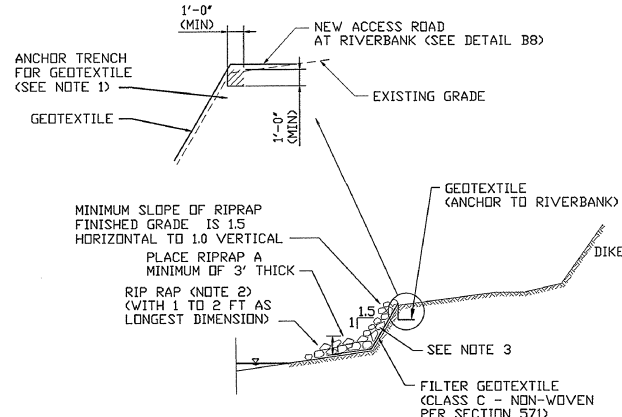 1'-0"
(MIN)
NEW ACCESS ROAD
AT RIVERBANK (SEE DETAIL B8)
ANCHOR TRENCH
FOR GEOTEXTILE
(SEE NOTE 1)
EXISTING GRADE
GEOTEXTILE
1'-0"
(MIN)
GEOTEXTILE
(ANCHOR TO RIVERBANK)
MINIMUM SLOPE OF RIPRAP
FINISHED GRADE IS 1.5
HORIZONTAL TO 1.0 VERTICAL
DIKE
PLACE RIPRAP A
MINIMUM OF 3' THICK
RIP RAP (NOTE 2)
(WITH 1 TO 2 FT AS
LONGEST DIMENSION)
1.5
1
SEE NOTE 3
FILTER GEOTEXTILE
(CLASS C - NON-WOVEN
PER SECTION 571)